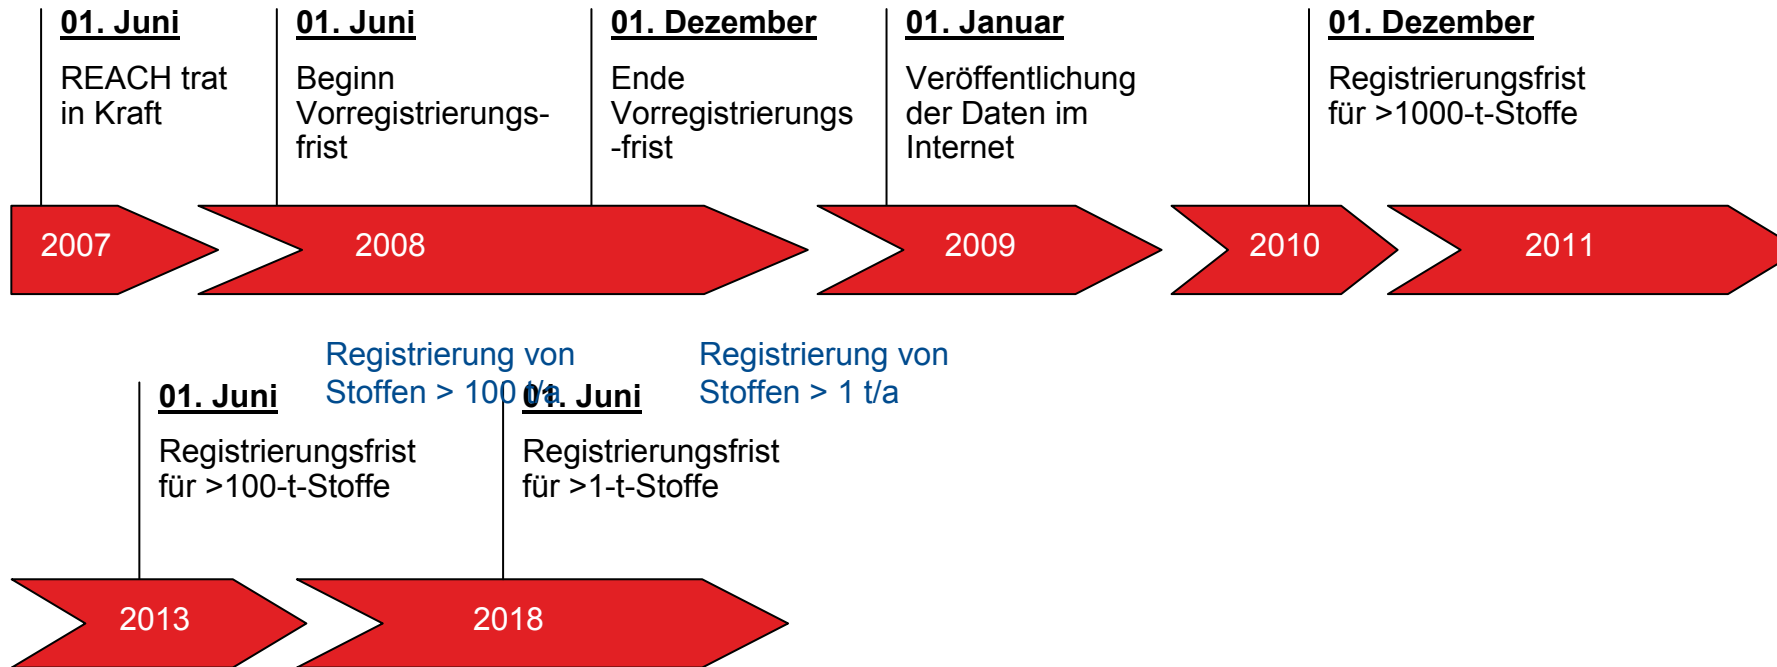 01. Juni
REACH trat
in Kraft
01. Juni
Beginn
Vorregistrierungs-
frist
01. Dezember
Ende
Vorregistrierungs
-frist
01. Januar
Veröffentlichung
der Daten im
Internet
01. Dezember
Registrierungsfrist
für >1000-t-Stoffe
2007
2008
2009
2010
2011
Registrierung von
Stoffen > 100 t/a
Registrierung von
Stoffen > 1 t/a
01. Juni
Registrierungsfrist
für >100-t-Stoffe
01. Juni
Registrierungsfrist
für >1-t-Stoffe
2013
2018